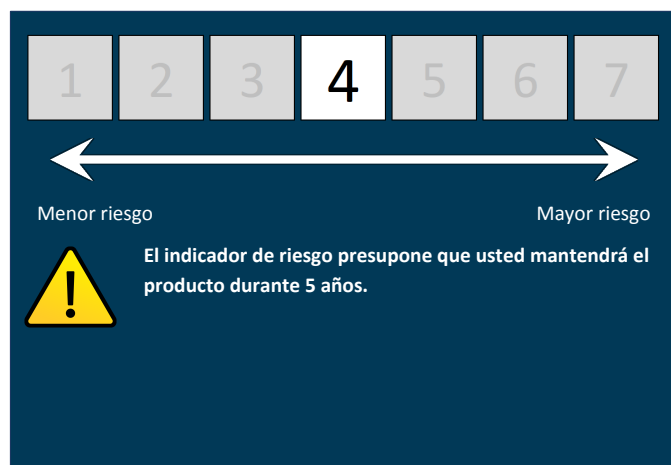 1 2 3 4 5 6 7
Menor riesgo Mayor riesgo
El indicador de riesgo presupone que usted mantendrá el
producto durante 5 años.